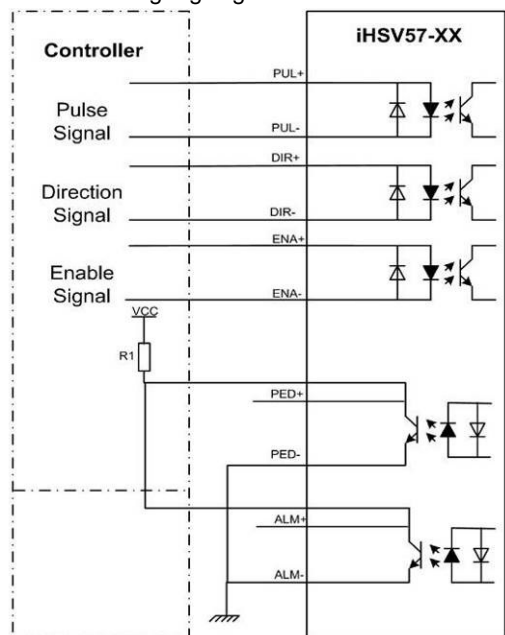 Controller
iHSV57-XX
PUL+
Pulse
Signal
PUL-
DIR+
Direction
Signal
DIR-
ENA+
Enable
Signal
ENA-
VCC
R1
PED+
PED-
ALM+
ALM-